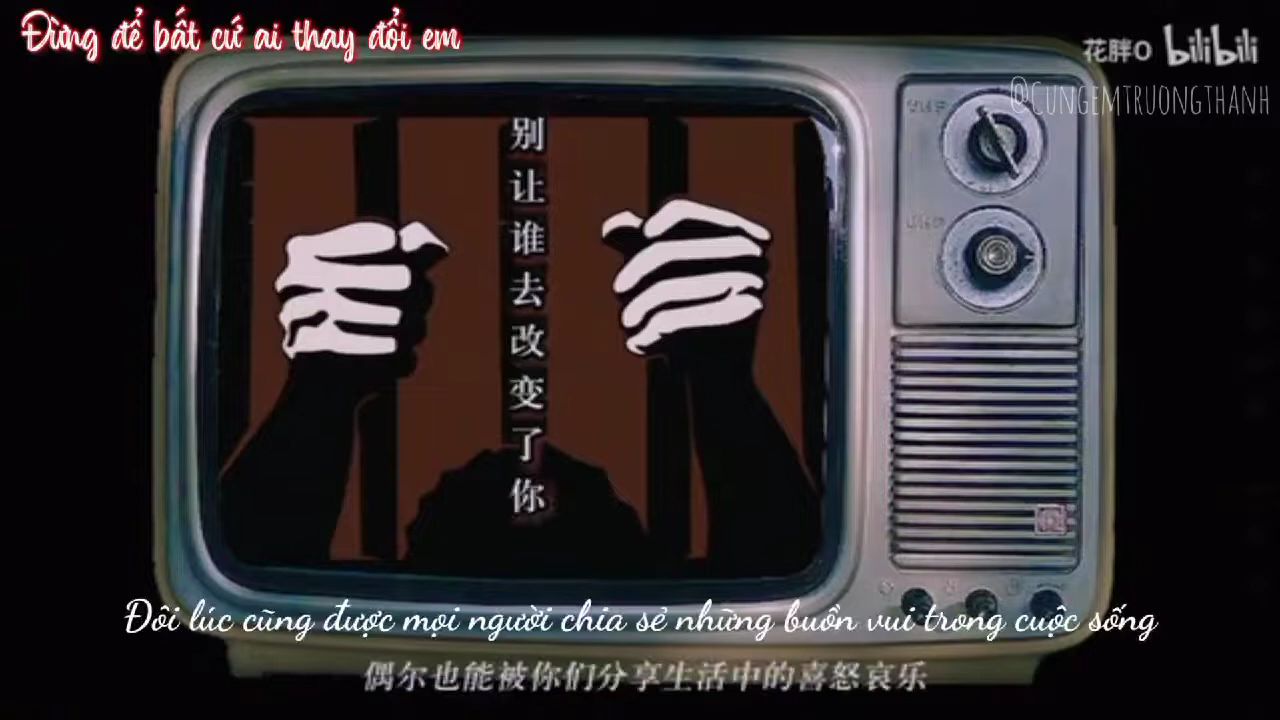 Đừng để bất cứ ai thay đổi em
花胖O bilibili
@CUNGEMTRUONGTHANH
别让谁去改变了你
Đôi lúc cũng được mọi người chia sẻ những buồn vui trong cuộc sống
偶尔也能被你们分享生活中的喜怒哀乐